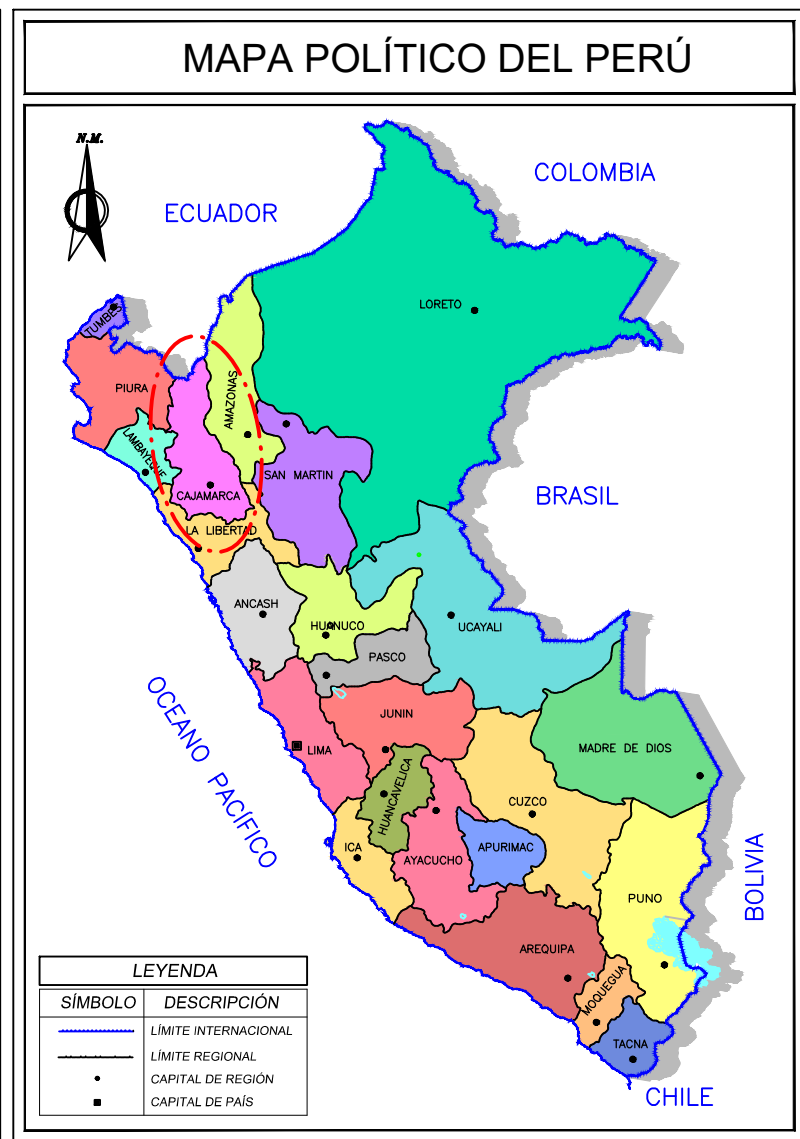 MAPA POLÍTICO DEL PERÚ
N.M.
COLOMBIA
ECUADOR
LORETO
TUMBES
PIURA
AMAZONAS
LAMBAYEQUE
SAN MARTIN
CAJAMARCA
BRASIL
LA LIBERTAD
ANCASH
HUANUCO
UCAYALI
PASCO
OCEANO PACÍFICO
JUNIN
LIMA
MADRE DE DIOS
HUANCAVELICA
CUZCO
ICA
AYACUCHO
APURIMAC
BOLIVIA
PUNO
AREQUIPA
MOQUEGUA
TACNA
CHILE
LEYENDA
SÍMBOLO DESCRIPCIÓN
LÍMITE INTERNACIONAL
LÍMITE REGIONAL
CAPITAL DE REGIÓN
CAPITAL DE PAÍS